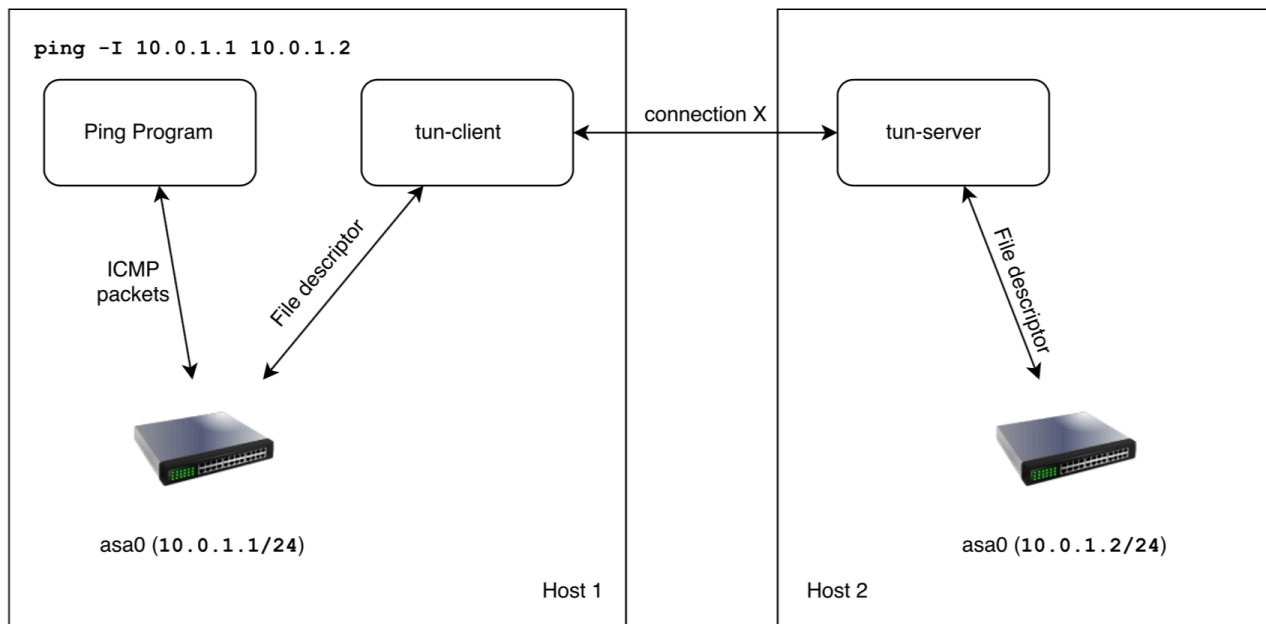 ping -I 10.0.1.1 10.0.1.2
Ping Program
tun-client
connection X
tun-server
ICMP
packets
File descriptor
File descriptor
asa0 (10.0.1.1/24)
asa0 (10.0.1.2/24)
Host 1
Host 2